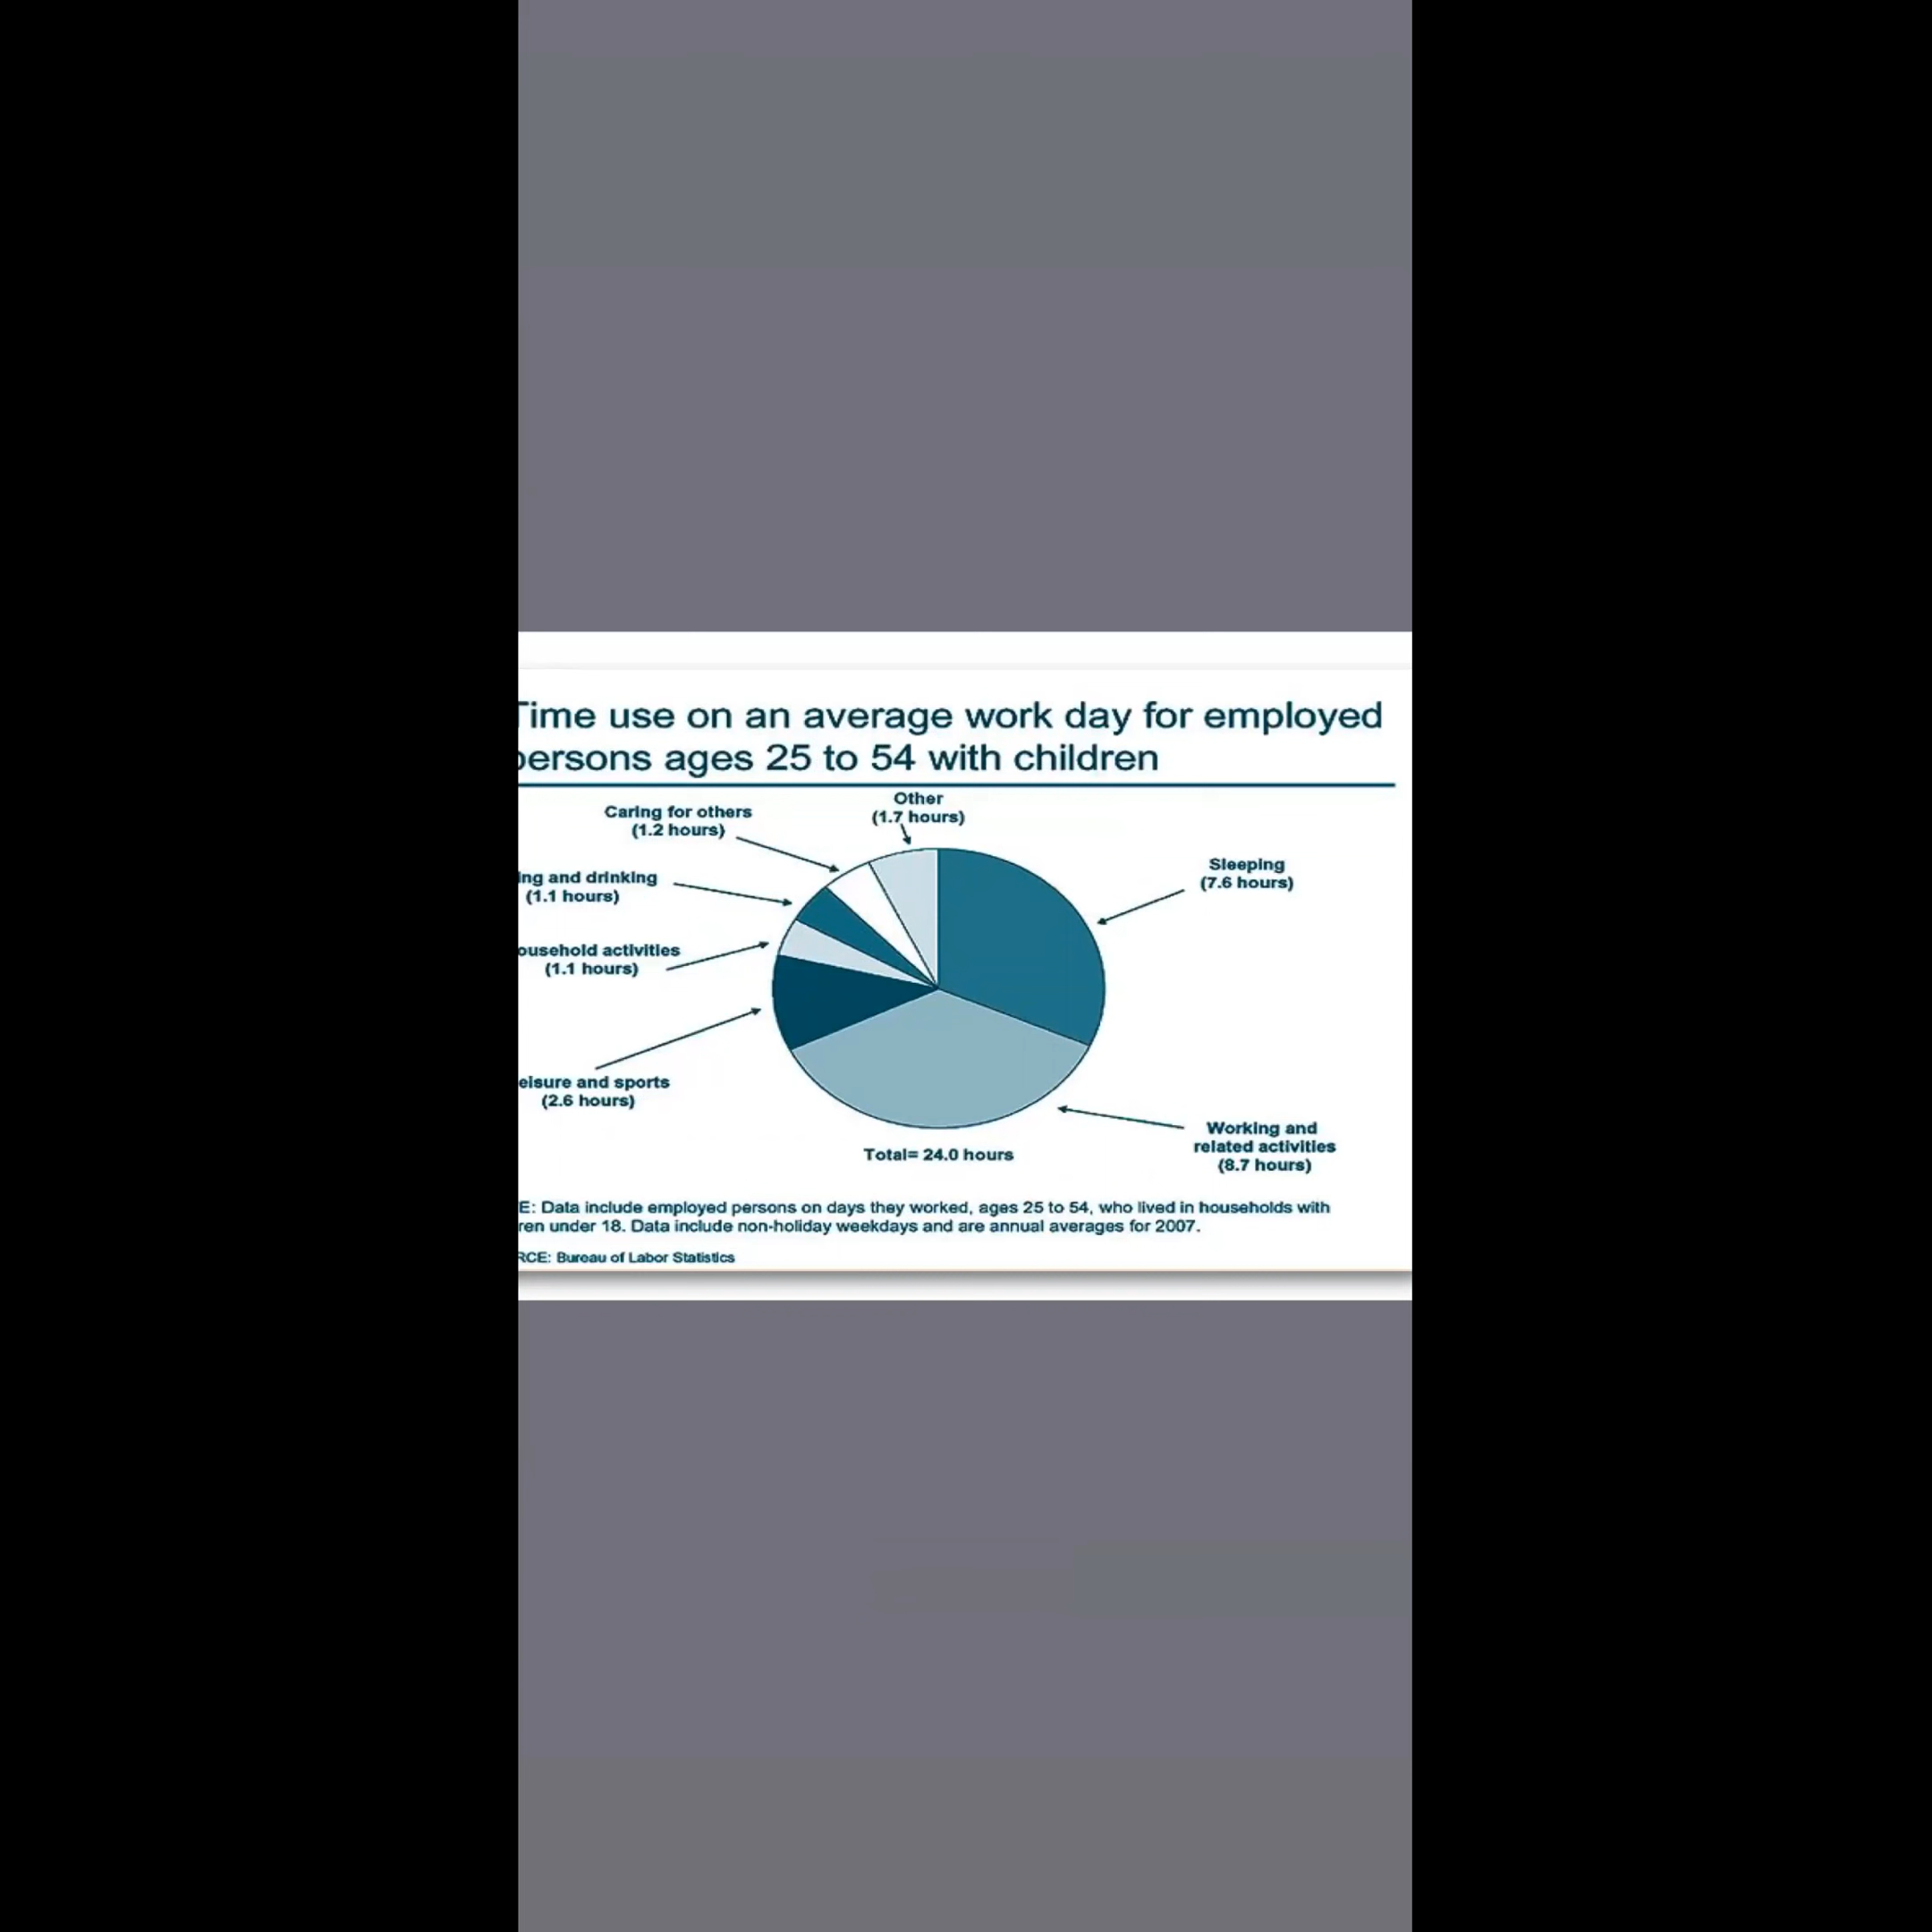 Time use on an average work day for employed
persons ages 25 to 54 with children
Other
(1.7 hours)
Caring for others
(1.2 hours)
Sleeping
(7.6 hours)
ing and drinking
(1.1 hours)
ousehold activities
(1.1 hours)
eisure and sports
(2.6 hours)
Working and
related activities
(8.7 hours)
Total= 24.0 hours
E: Data include employed persons on days they worked, ages 25 to 54, who lived in households with
ren under 18. Data include non-holiday weekdays and are annual averages for 2007.
RCE: Bureau of Labor Statistics